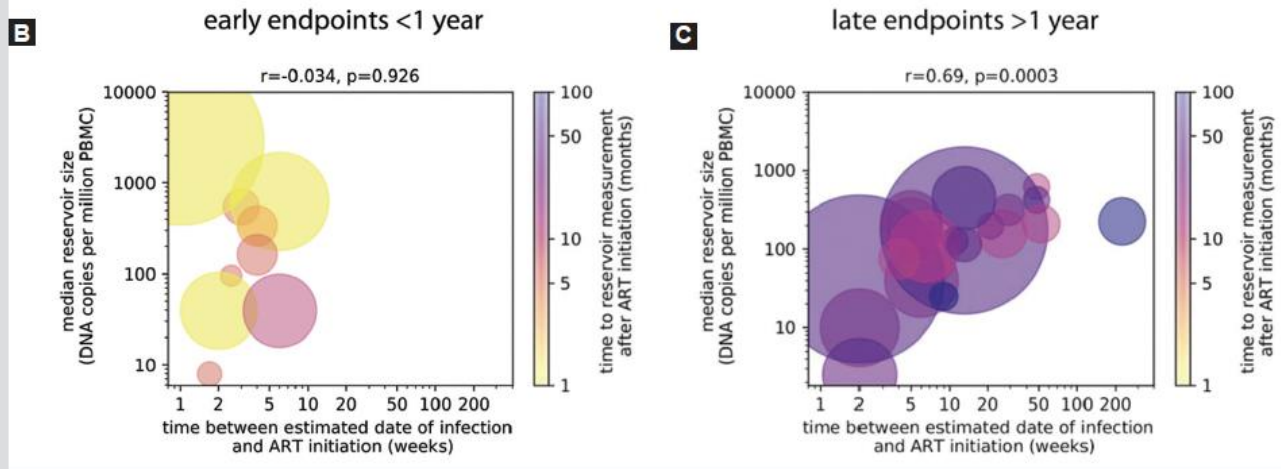 B
early endpoints <1 year
r=-0.034, p=0.926
10000
1000
100
10
median reservoir size
(DNA copies per million PBMC)
1 2 5 10 20 50 100 200
time between estimated date of infection
and ART initiation (weeks)
100
50
10
5
1
time to reservoir measurement
after ART initiation (months)
C
late endpoints >1 year
r=0.69, p=0.0003
10000
1000
100
10
median reservoir size
(DNA copies per million PBMC)
1 2 5 10 20 50 100 200
time between estimated date of infection
and ART initiation (weeks)
100
50
10
5
1
time to reservoir measurement
after ART initiation (months)